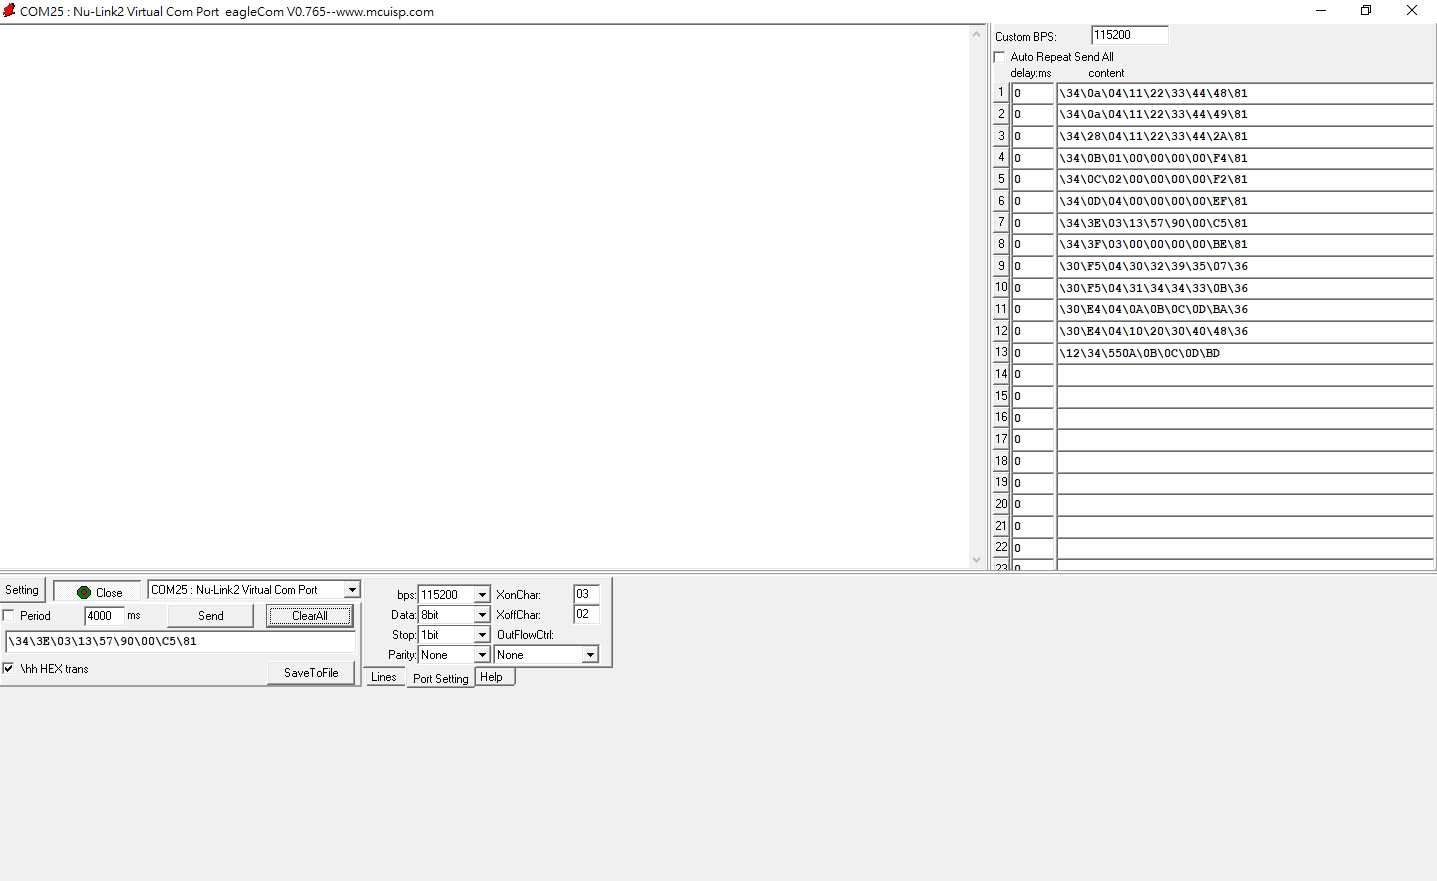 COM25 : Nu-Link2 Virtual Com Port eagleCom V0.765--www.mcuisp.com
Custom BPS: 115200
Auto Repeat Send All
delay:ms content
1 0 \34\0a\04\11\22\33\44\48\81
2 0 \34\0a\04\11\22\33\44\49\81
3 0 \34\28\04\11\22\33\44\2A\81
4 0 \34\0B\01\00\00\00\00\F4\81
5 0 \34\0C\02\00\00\00\00\F2\81
6 0 \34\0D\04\00\00\00\00\EF\81
7 0 \34\3E\03\13\57\90\00\C5\81
8 0 \34\3F\03\00\00\00\00\BE\81
9 0 \30\F5\04\30\32\39\35\07\36
10 0 \30\F5\04\31\34\34\33\0B\36
11 0 \30\E4\04\0A\0B\0C\0D\BA\36
12 0 \30\E4\04\10\20\30\40\48\36
13 0 \12\34\550A\0B\0C\0D\BD
14 0
15 0
16 0
17 0
18 0
19 0
20 0
21 0
22 0
23 0
Setting Close COM25 : Nu-Link2 Virtual Com Port
Period 4000 ms Send ClearAll
\34\3E\03\13\57\90\00\C5\81
\hh HEX trans SaveToFile
bps: 115200 XonChar: 03
Data: 8bit XoffChar: 02
Stop: 1bit OutFlowCtrl:
Parity: None None
Lines Port Setting Help